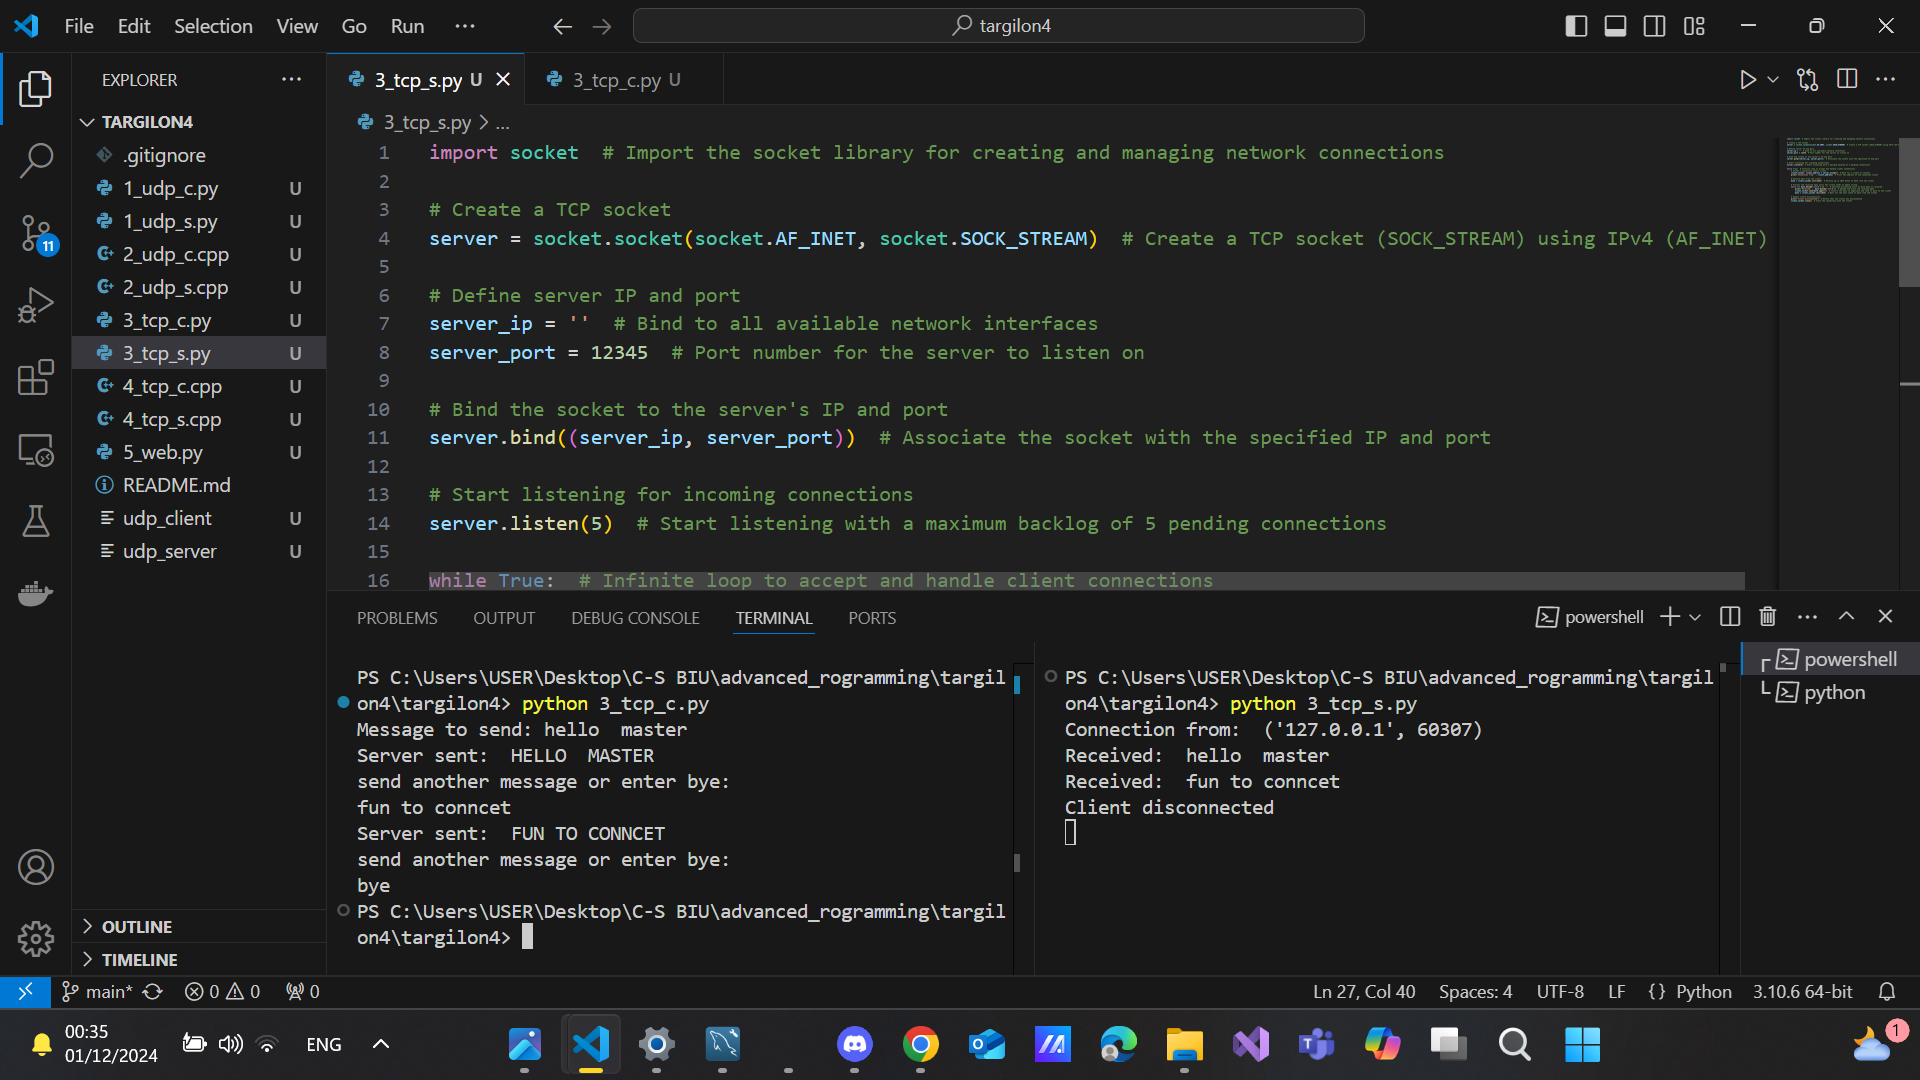 File Edit Selection View Go Run ···
targilon4
EXPLORER ···
TARGILON4
.gitignore
1_udp_c.py U
1_udp_s.py U
2_udp_c.cpp U
2_udp_s.cpp U
3_tcp_c.py U
3_tcp_s.py U
4_tcp_c.cpp U
4_tcp_s.cpp U
5_web.py U
README.md
udp_client U
udp_server U
OUTLINE
TIMELINE
11
3_tcp_s.py U
3_tcp_c.py U
3_tcp_s.py > ...
1 import socket  # Import the socket library for creating and managing network connections
2
3 # Create a TCP socket
4 server = socket.socket(socket.AF_INET, socket.SOCK_STREAM)  # Create a TCP socket (SOCK_STREAM) using IPv4 (AF_INET)
5
6 # Define server IP and port
7 server_ip = ''  # Bind to all available network interfaces
8 server_port = 12345  # Port number for the server to listen on
9
10 # Bind the socket to the server's IP and port
11 server.bind((server_ip, server_port))  # Associate the socket with the specified IP and port
12
13 # Start listening for incoming connections
14 server.listen(5)  # Start listening with a maximum backlog of 5 pending connections
15
16 while True:  # Infinite loop to accept and handle client connections
PROBLEMS OUTPUT DEBUG CONSOLE TERMINAL PORTS
powershell
PS C:\Users\USER\Desktop\C-S BIU\advanced_rogramming\targil
on4\targilon4> python 3_tcp_c.py
Message to send: hello  master
Server sent:  HELLO  MASTER
send another message or enter bye:
fun to conncet
Server sent:  FUN TO CONNCET
send another message or enter bye:
bye
PS C:\Users\USER\Desktop\C-S BIU\advanced_rogramming\targil
on4\targilon4>
PS C:\Users\USER\Desktop\C-S BIU\advanced_rogramming\targil
on4\targilon4> python 3_tcp_s.py
Connection from:  ('127.0.0.1', 60307)
Received:  hello  master
Received:  fun to conncet
Client disconnected
powershell
python
main* 0 0 0
Ln 27, Col 40 Spaces: 4 UTF-8 LF {} Python 3.10.6 64-bit
00:35
01/12/2024
ENG
1